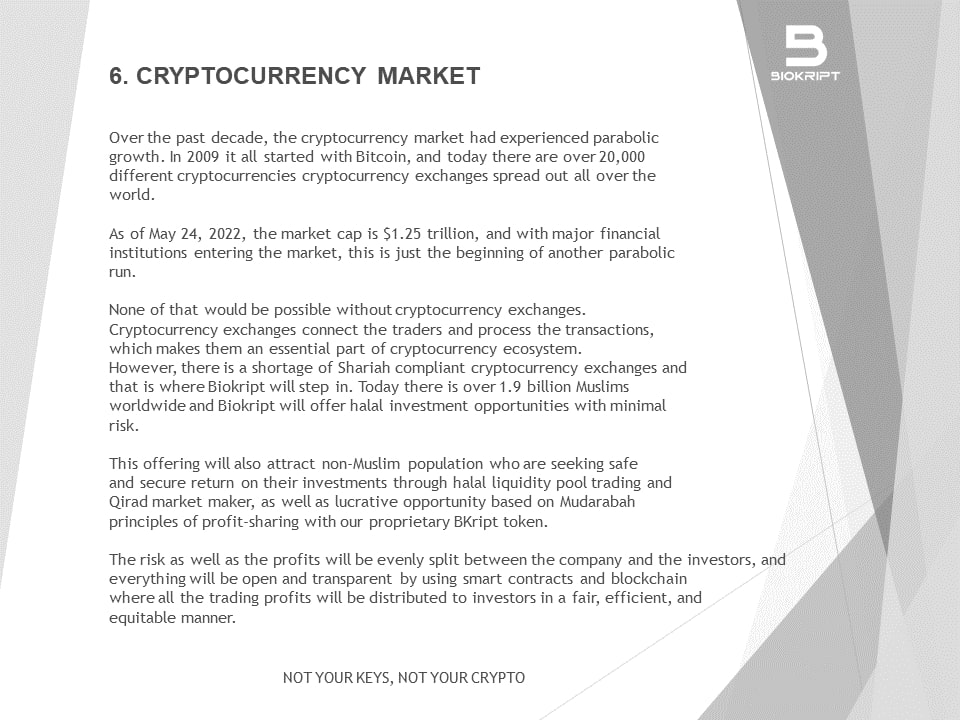 BIOKRIPT
6. CRYPTOCURRENCY MARKET
Over the past decade, the cryptocurrency market had experienced parabolic
growth. In 2009 it all started with Bitcoin, and today there are over 20,000
different cryptocurrencies cryptocurrency exchanges spread out all over the
world.
As of May 24, 2022, the market cap is $1.25 trillion, and with major financial
institutions entering the market, this is just the beginning of another parabolic
run.
None of that would be possible without cryptocurrency exchanges.
Cryptocurrency exchanges connect the traders and process the transactions,
which makes them an essential part of cryptocurrency ecosystem.
However, there is a shortage of Shariah compliant cryptocurrency exchanges and
that is where Biokript will step in. Today there is over 1.9 billion Muslims
worldwide and Biokript will offer halal investment opportunities with minimal
risk.
This offering will also attract non-Muslim population who are seeking safe
and secure return on their investments through halal liquidity pool trading and
Qirad market maker, as well as lucrative opportunity based on Mudarabah
principles of profit-sharing with our proprietary BKript token.
The risk as well as the profits will be evenly split between the company and the investors, and
everything will be open and transparent by using smart contracts and blockchain
where all the trading profits will be distributed to investors in a fair, efficient, and
equitable manner.
NOT YOUR KEYS, NOT YOUR CRYPTO